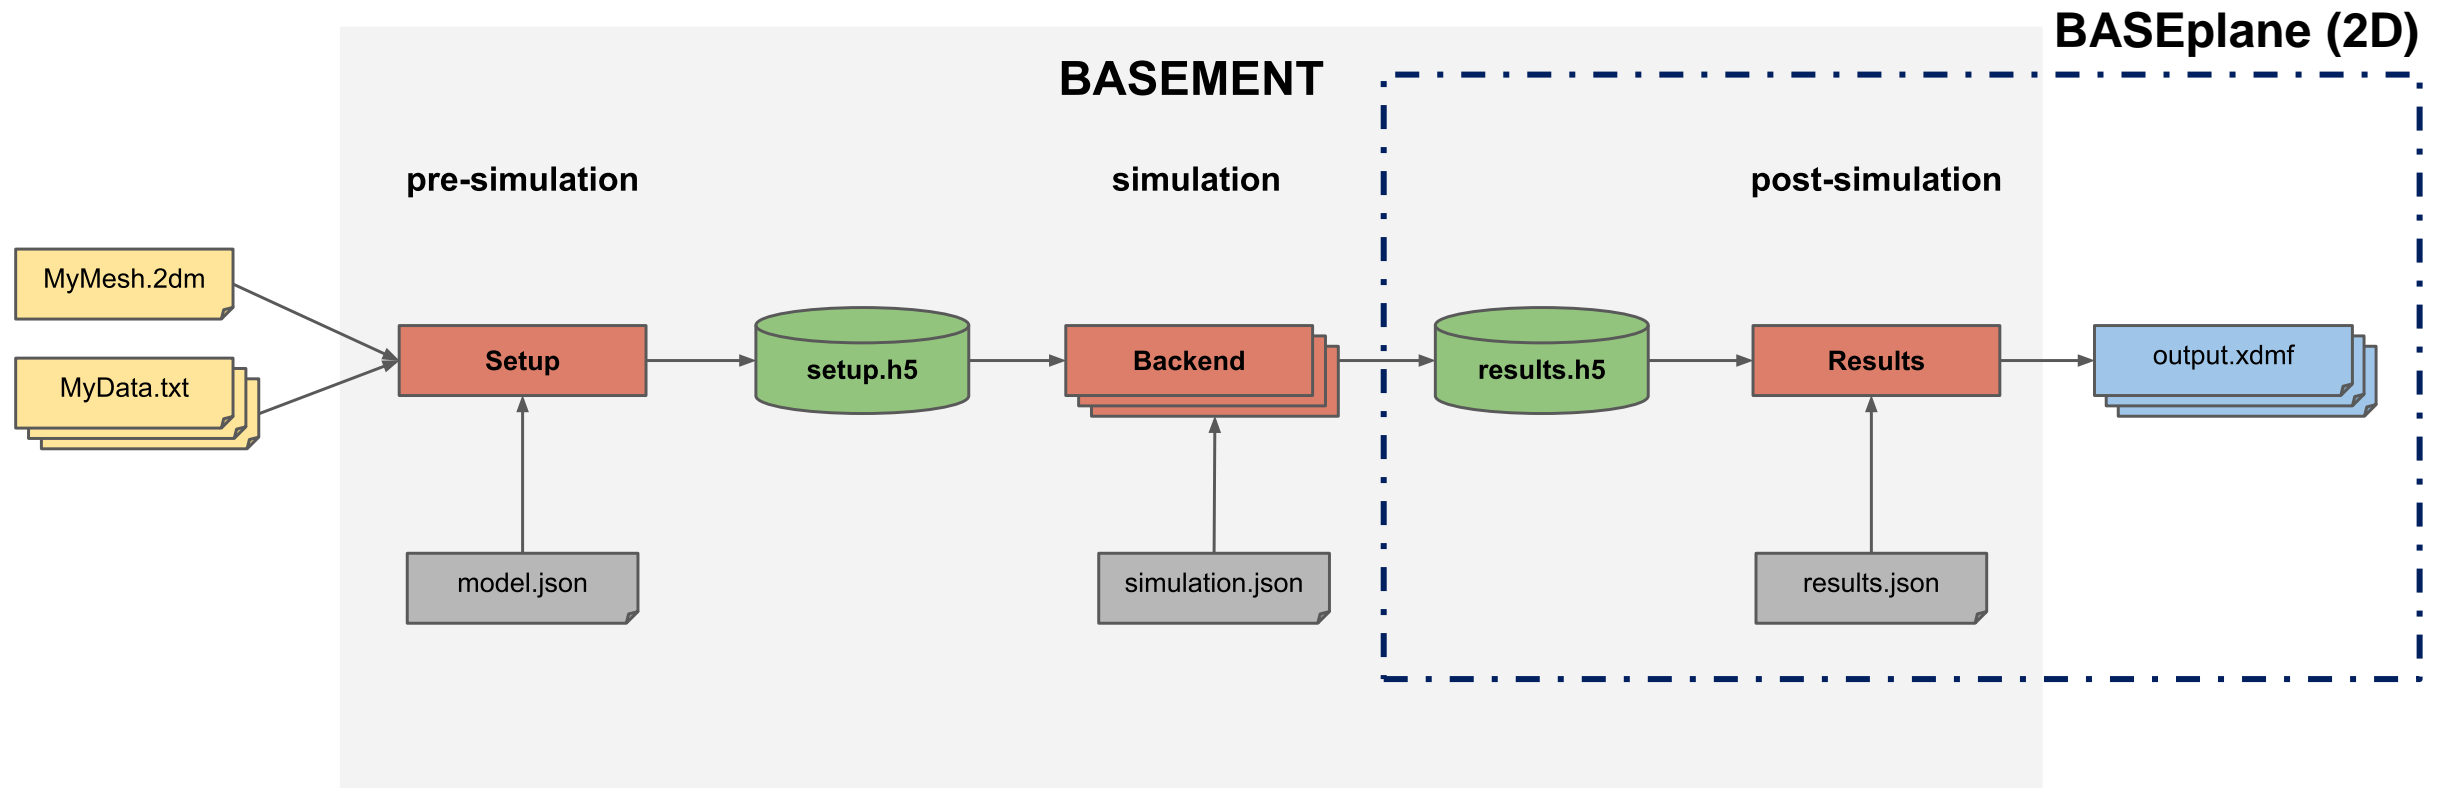 BASEplane (2D)
BASEMENT
pre-simulation
simulation
post-simulation
MyMesh.2dm
MyData.txt
Setup
setup.h5
Backend
results.h5
Results
output.xdmf
model.json
simulation.json
results.json